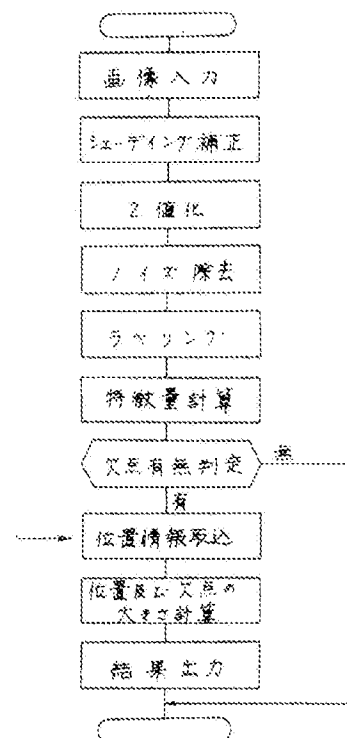 画像入力
シェーディング補正
2値化
ノイズ除去
ラベリング
特徴量計算
欠点有無判定
無
有
位置情報取込
位置及び欠点の
大きさ計算
結果出力